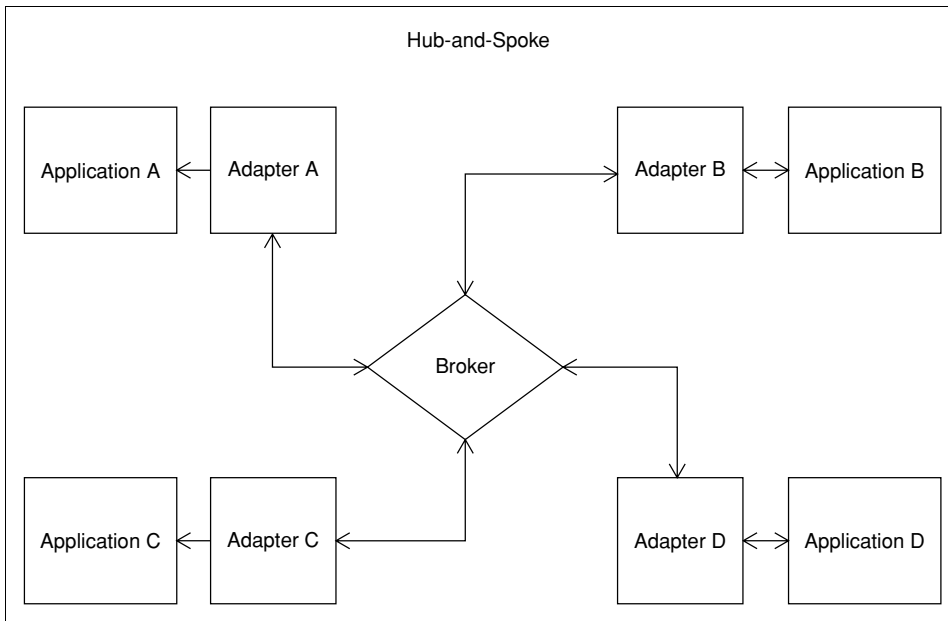 Hub-and-Spoke
Application A
Adapter A
Adapter B
Application B
Broker
Application C
Adapter C
Adapter D
Application D